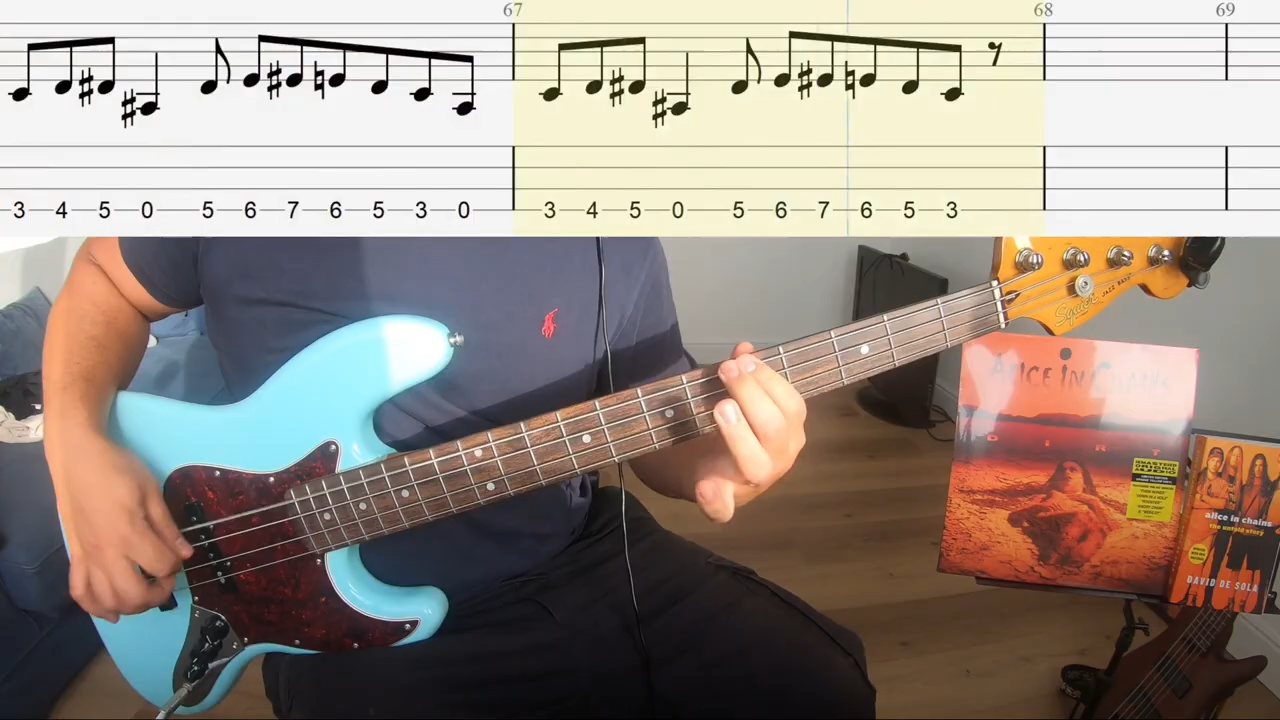 67 68 69
3 4 5 0 5 6 7 6 5 3 0 3 4 5 0 5 6 7 6 5 3
Squier JAZZ BASS
ALICE IN CHAINS
DIRT
alice in chains
the untold story
DAVID DE SOLA